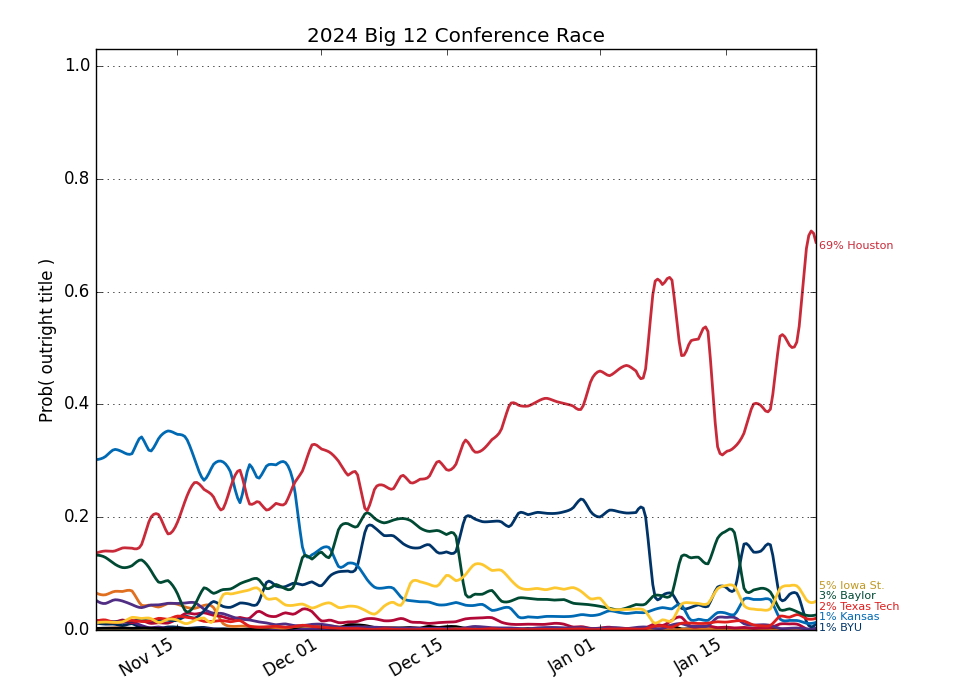 2024 Big 12 Conference Race
Prob( outright title )
1.0
0.8
0.6
0.4
0.2
0.0
Nov 15
Dec 01
Dec 15
Jan 01
Jan 15
69% Houston
5% Iowa St.
3% Baylor
2% Texas Tech
1% Kansas
1% BYU